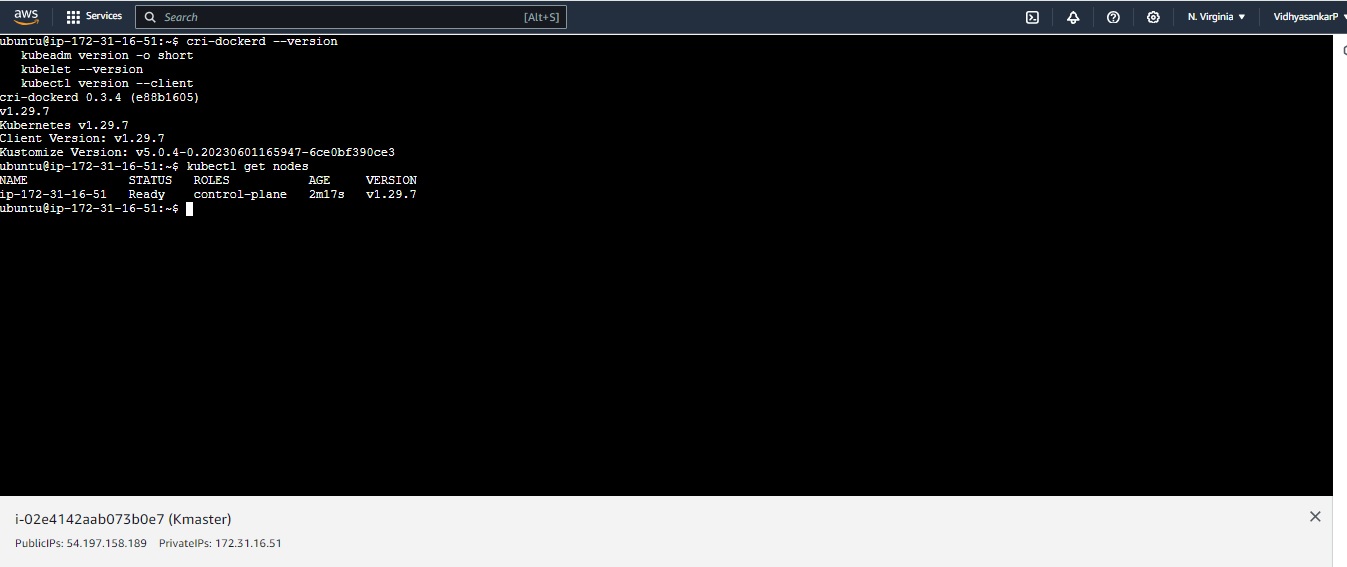 aws Services Search [Alt+S] N. Virginia VidhyasankarP
ubuntu@ip-172-31-16-51:~$ cri-dockerd --version
kubeadm version -o short
kubelet --version
kubectl version --client
cri-dockerd 0.3.4 (e88b1605)
v1.29.7
Kubernetes v1.29.7
Client Version: v1.29.7
Kustomize Version: v5.0.4-0.20230601165947-6ce0bf390ce3
ubuntu@ip-172-31-16-51:~$ kubectl get nodes
NAME STATUS ROLES AGE VERSION
ip-172-31-16-51 Ready control-plane 2m17s v1.29.7
ubuntu@ip-172-31-16-51:~$
i-02e4142aab073b0e7 (Kmaster)
PublicIPs: 54.197.158.189 PrivateIPs: 172.31.16.51